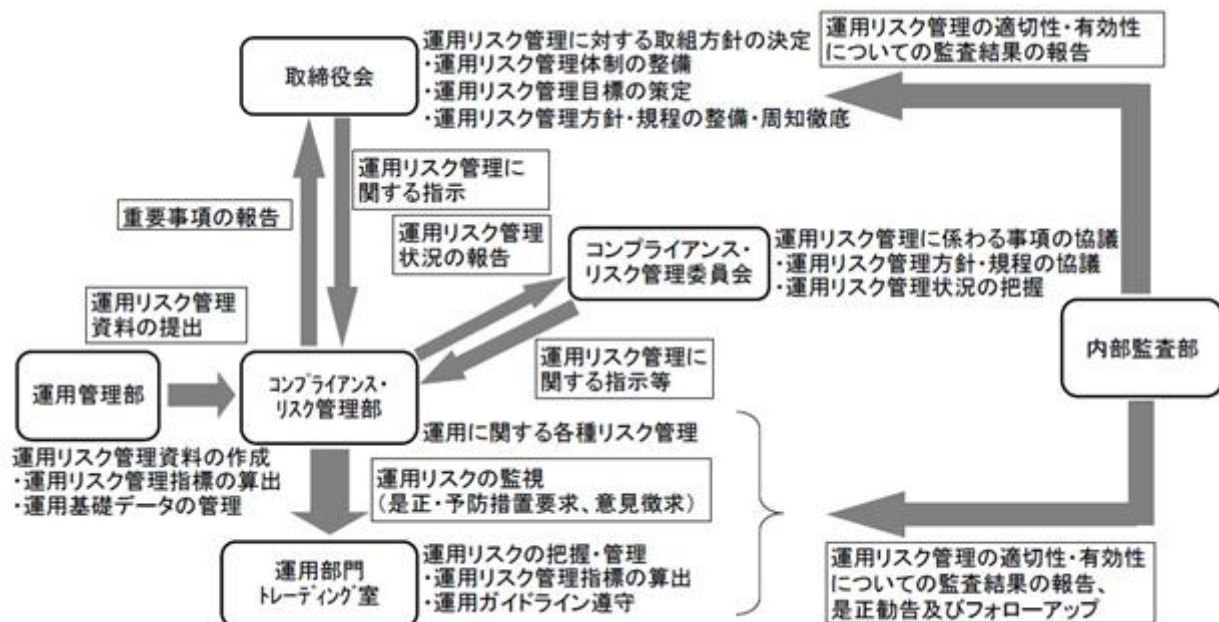 運用リスク管理に対する取組方針の決定
・運用リスク管理体制の整備
・運用リスク管理目標の策定
・運用リスク管理方針・規程の整備・周知徹底
取締役会
運用リスク管理の適切性・有効性
についての監査結果の報告
運用リスク管理に
関する指示
重要事項の報告
運用リスク管理
状況の報告
コンプライアンス・
リスク管理委員会
運用リスク管理に係わる事項の協議
・運用リスク管理方針・規程の協議
・運用リスク管理状況の把握
運用リスク管理
資料の提出
運用リスク管理に
関する指示等
内部監査部
運用管理部
コンプライアンス・
リスク管理部
運用に関する各種リスク管理
運用リスク管理資料の作成
・運用リスク管理指標の算出
・運用基礎データの管理
運用リスクの監視
(是正・予防措置要求、意見徴求)
運用部門
トレーディング室
運用リスクの把握・管理
・運用リスク管理指標の算出
・運用ガイドライン遵守
運用リスク管理の適切性・有効性
についての監査結果の報告、
是正勧告及びフォローアップ